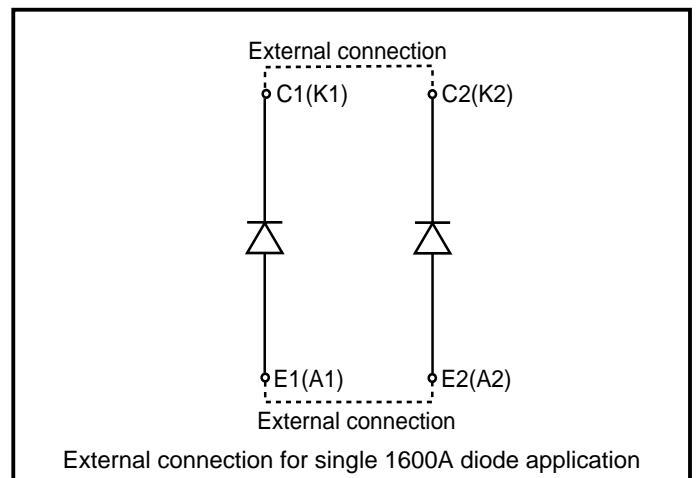 External connection
C1(K1) C2(K2)
E1(A1) E2(A2)
External connection
External connection for single 1600A diode application